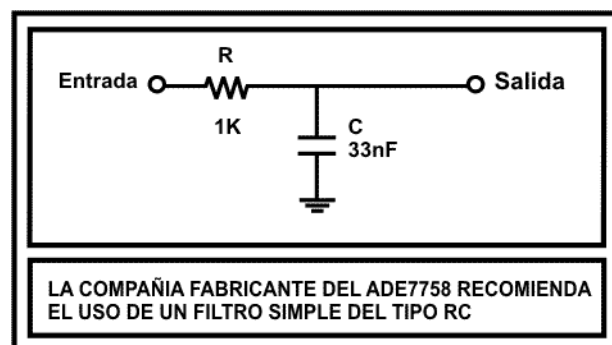 R
Entrada
Salida
1K
C
33nF
LA COMPAÑIA FABRICANTE DEL ADE7758 RECOMIENDA
EL USO DE UN FILTRO SIMPLE DEL TIPO RC